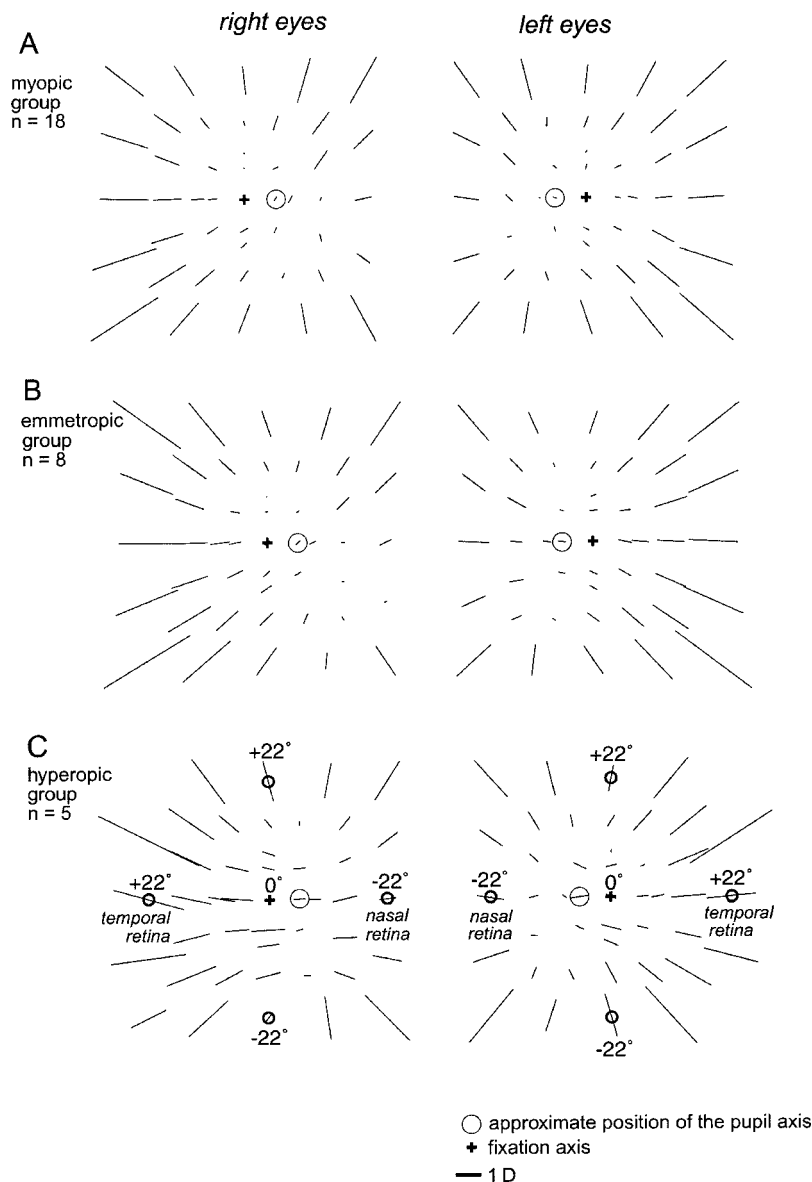 right eyes
left eyes
A
myopic
group
n = 18
B
emmetropic
group
n = 8
C
hyperopic
group
n = 5
+22°
+22°
+22°
0°
-22°
-22°
0°
+22°
temporal
retina
nasal
retina
nasal
retina
temporal
retina
-22°
-22°
approximate position of the pupil axis
fixation axis
1 D